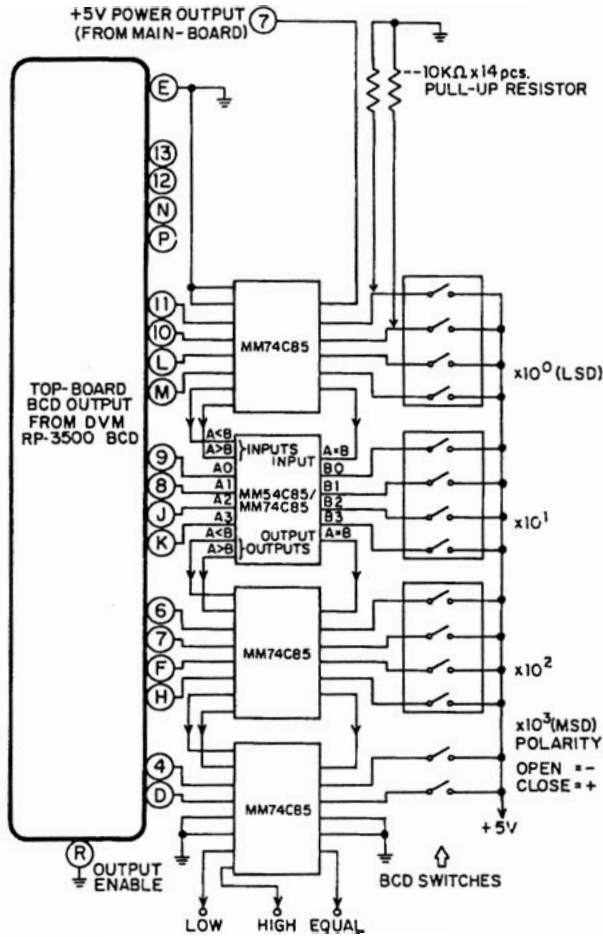 +5V POWER OUTPUT
(FROM MAIN-BOARD)
7
10KΩ x 14 pcs.
PULL-UP RESISTOR
E
13
12
N
P
11
10
L
M
MM74C85
x10⁰ (LSD)
TOP-BOARD
BCD OUTPUT
FROM DVM
RP-3500 BCD
A<B
A>B
}INPUTS
INPUT
A=B
9
8
J
K
A0
A1
A2
A3
MM54C85/
MM74C85
B0
B1
B2
B3
x10¹
A<B
A>B
OUTPUT
}OUTPUTS
A=B
6
7
F
H
MM74C85
x10²
x10³ (MSD)
POLARITY
OPEN = -
CLOSE = +
4
D
MM74C85
+5V
R
OUTPUT
ENABLE
BCD SWITCHES
LOW
HIGH
EQUAL